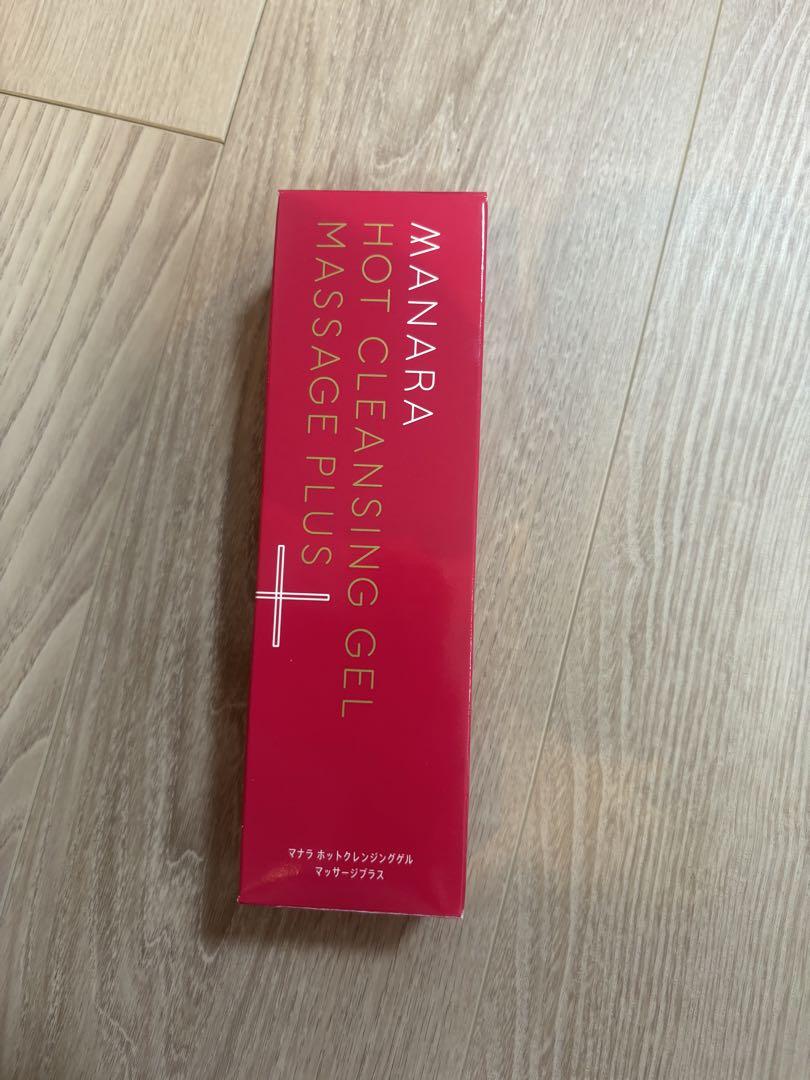 MANARA
HOT CLEANSING GEL
MASSAGE PLUS
マナラ ホットクレンジングゲル
マッサージプラス